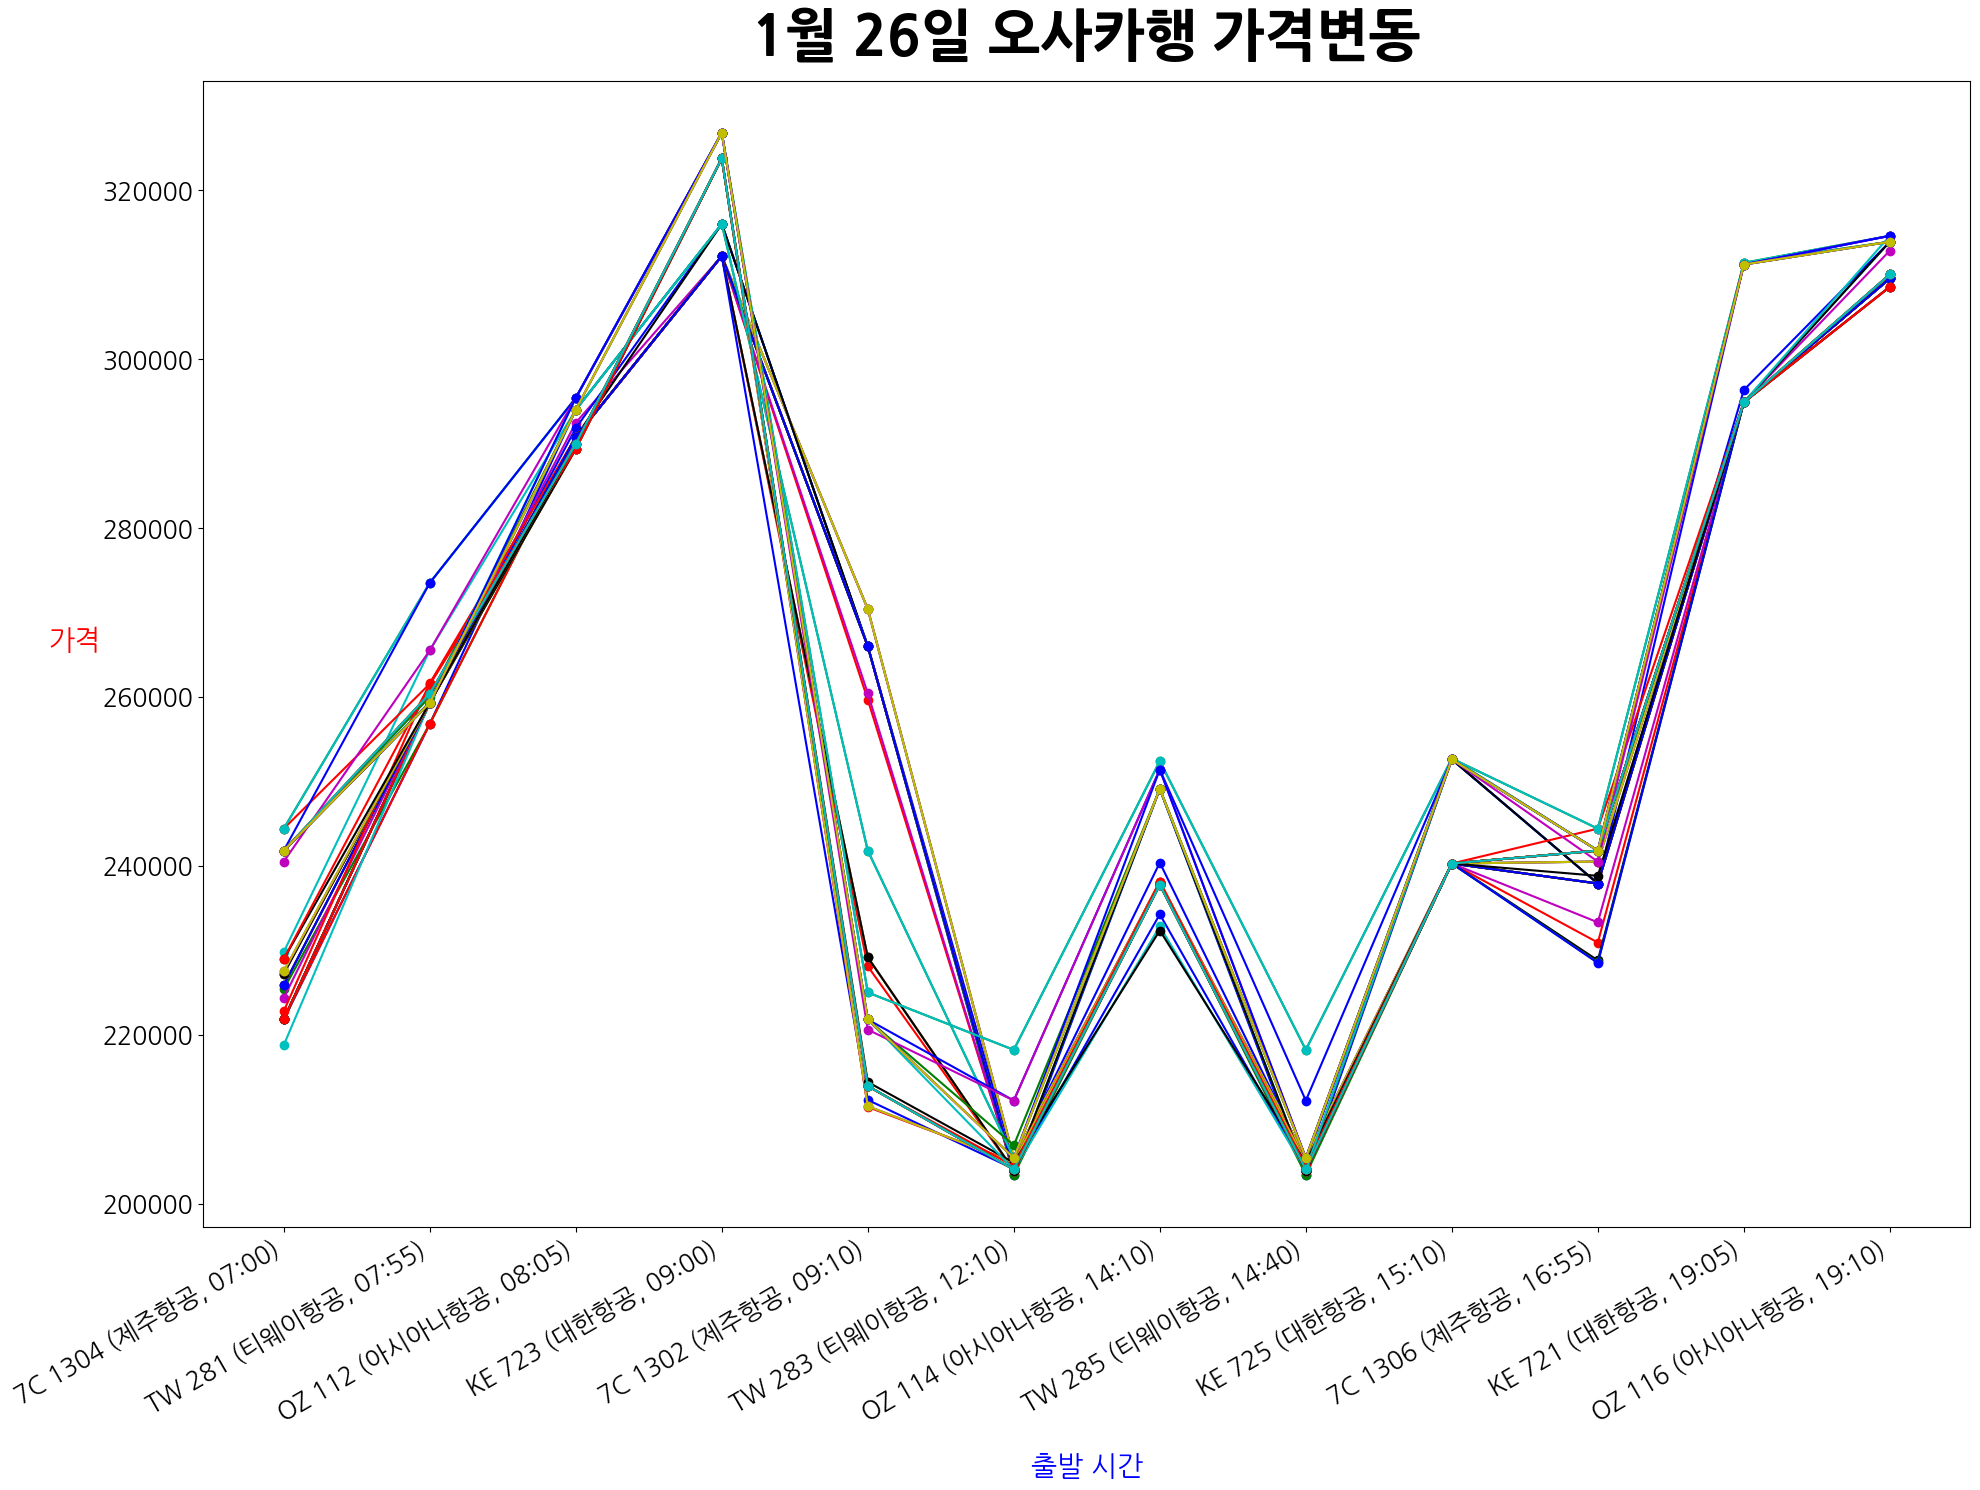 1월 26일 오사카행 가격변동
320000
300000
280000
가격
260000
240000
220000
200000
7C 1304 (제주항공, 07:00)
TW 281 (티웨이항공, 07:55)
OZ 112 (아시아나항공, 08:05)
KE 723 (대한항공, 09:00)
7C 1302 (제주항공, 09:10)
TW 283 (티웨이항공, 12:10)
OZ 114 (아시아나항공, 14:10)
TW 285 (티웨이항공, 14:40)
KE 725 (대한항공, 15:10)
7C 1306 (제주항공, 16:55)
KE 721 (대한항공, 19:05)
OZ 116 (아시아나항공, 19:10)
출발 시간